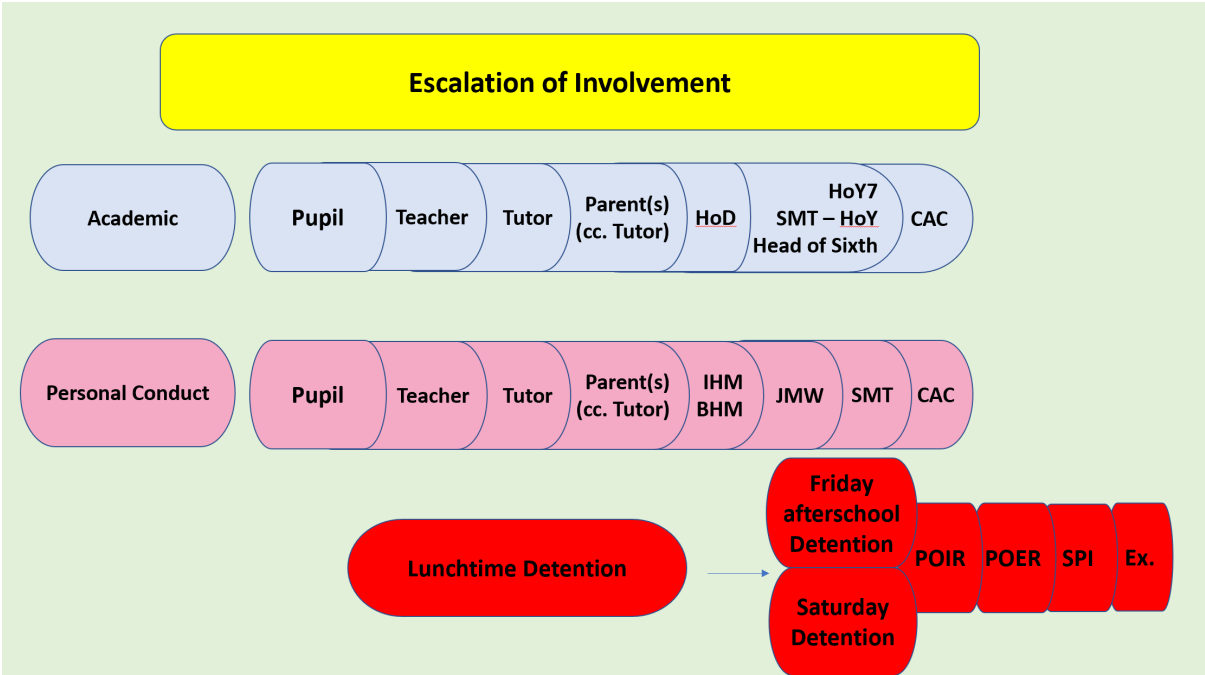 Escalation of Involvement
Academic
Pupil
Teacher
Tutor
Parent(s)
(cc. Tutor)
HoD
HoY7
SMT – HoY
Head of Sixth
CAC
Personal Conduct
Pupil
Teacher
Tutor
Parent(s)
(cc. Tutor)
IHM
BHM
JMW
SMT
CAC
Lunchtime Detention
Friday
afterschool
Detention
Saturday
Detention
POIR
POER
SPI
Ex.